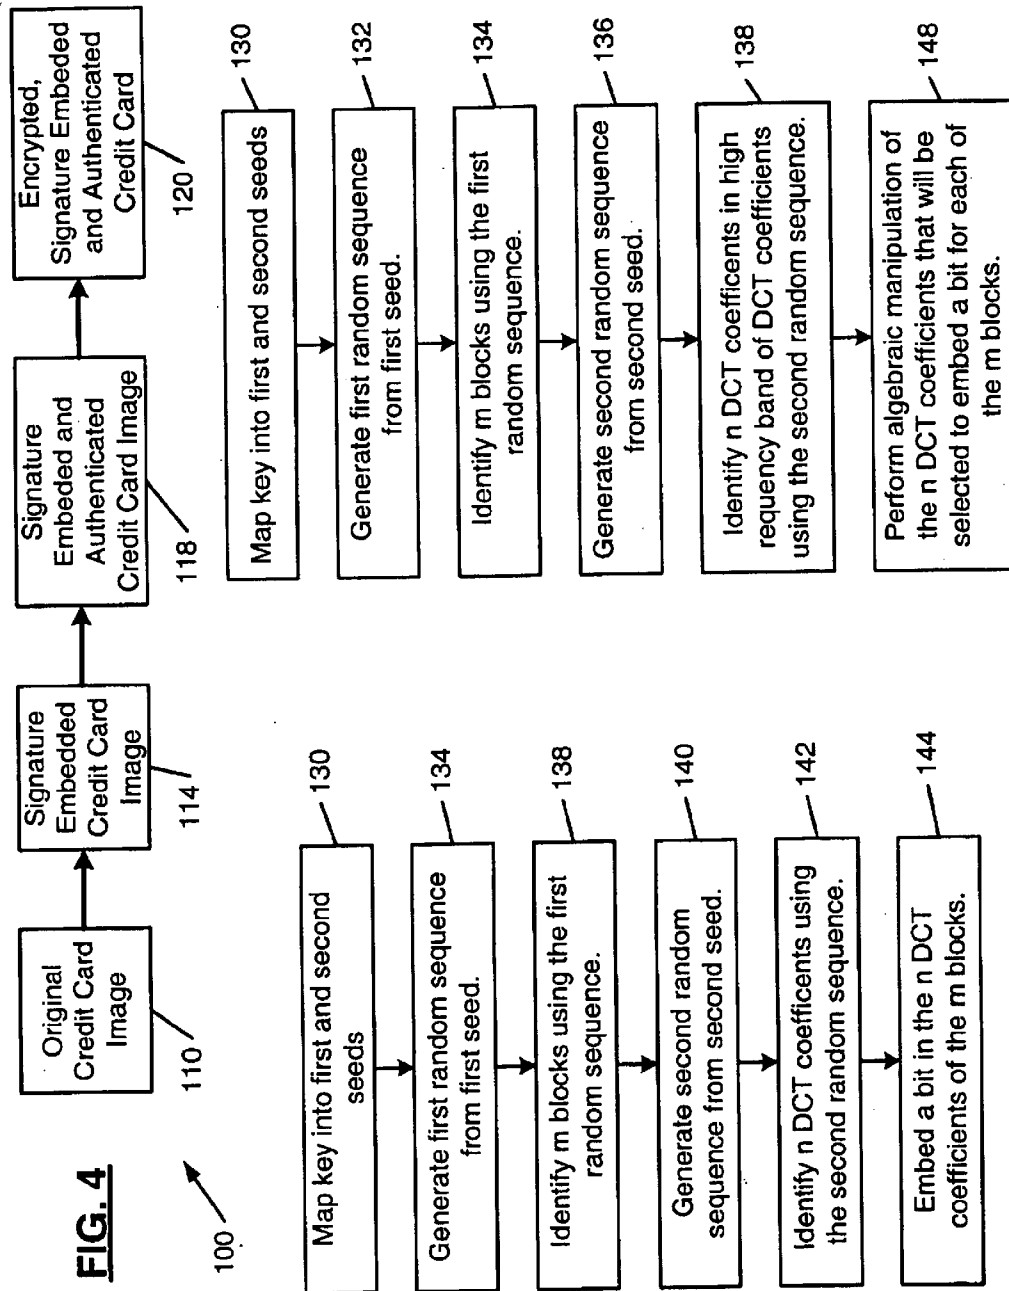 FIG. 4
100
Original
Credit Card
Image
110
Signature
Embedded
Credit Card
Image
114
Signature
Embeded and
Authenticated
Credit Card Image
118
Encrypted,
Signature Embeded
and Authenticated
Credit Card
120
Map key into first and second
seeds
130
Generate first random sequence
from first seed.
134
Identify m blocks using the first
random sequence.
138
Generate second random
sequence from second seed.
140
Identify n DCT coefficents using
the second random sequence.
142
Embed a bit in the n DCT
coefficients of the m blocks.
144
Map key into first and second seeds
130
Generate first random sequence
from first seed.
132
Identify m blocks using the first
random sequence.
134
Generate second random sequence
from second seed.
136
Identify n DCT coefficents in high
requency band of DCT coefficients
using the second random sequence.
138
Perform algebraic manipulation of
the n DCT coefficients that will be
selected to embed a bit for each of
the m blocks.
148